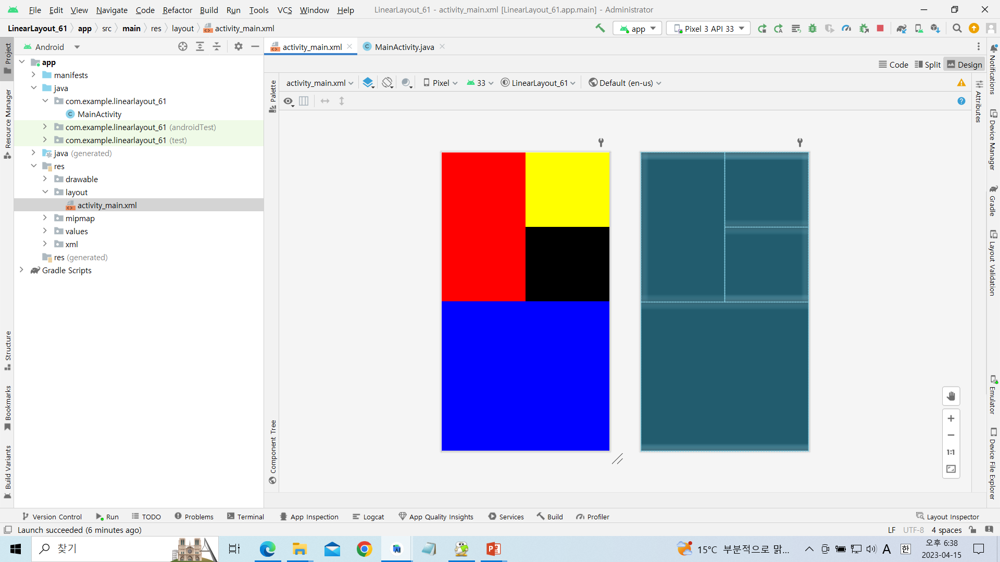 File Edit View Navigate Code Refactor Build Run Tools VCS Window Help LinearLayout_61 - activity_main.xml [LinearLayout_61.app.main] - Administrator
LinearLayout_61 app src main res layout activity_main.xml app Pixel 3 API 33
Project
Resource Manager
Structure
Bookmarks
Build Variants
Android
app
manifests
java
com.example.linearlayout_61
MainActivity
com.example.linearlayout_61 (androidTest)
com.example.linearlayout_61 (test)
java (generated)
res
drawable
layout
activity_main.xml
mipmap
values
xml
res (generated)
Gradle Scripts
activity_main.xml MainActivity.java
Code Split Design
Palette
Component Tree
activity_main.xml Pixel 33 LinearLayout_61 Default (en-us)
1:1
Attributes
Notifications
Device Manager
Gradle
Layout Validation
Emulator
Device File Explorer
Version Control Run TODO Problems Terminal App Inspection Logcat App Quality Insights Services Build Profiler Layout Inspector
Launch succeeded (6 minutes ago) LF UTF-8 4 spaces
찾기 15°C 부분적으로 맑... A 한 오후 6:38
2023-04-15